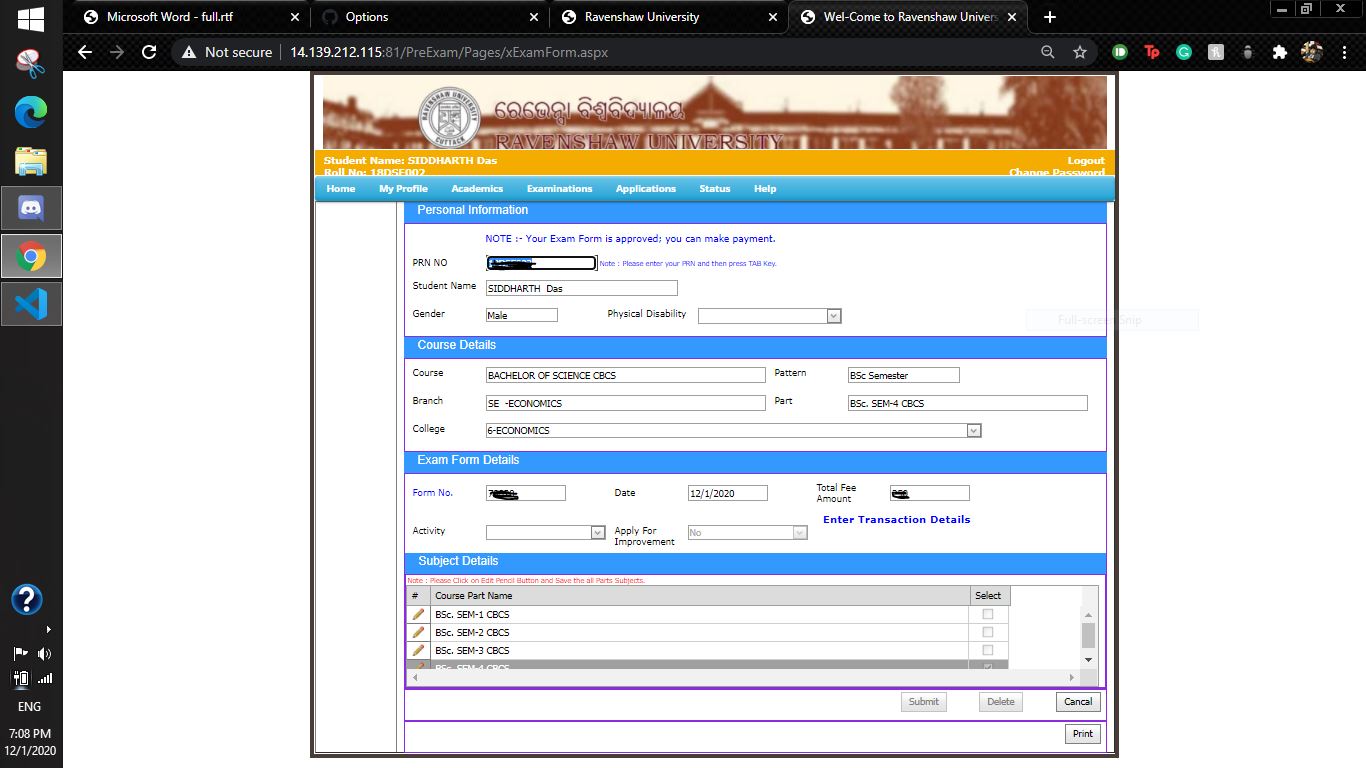 Microsoft Word - full.rtf
Options
Ravenshaw University
Wel-Come to Ravenshaw Univers
Not secure | 14.139.212.115:81/PreExam/Pages/xExamForm.aspx
ରେଭେନ୍ସା ବିଶ୍ୱବିଦ୍ୟାଳୟ
RAVENSHAW UNIVERSITY
RAVENSHAW UNIVERSITY
CUTTACK
Student Name: SIDDHARTH Das
Logout
Roll No: 18DSE002
Change Password
Home My Profile Academics Examinations Applications Status Help
Personal Information
NOTE :- Your Exam Form is approved; you can make payment.
PRN NO
Note : Please enter your PRN and then press TAB Key.
Student Name SIDDHARTH Das
Gender Male Physical Disability
Full-screen Snip
Course Details
Course BACHELOR OF SCIENCE CBCS Pattern BSc Semester
Branch SE -ECONOMICS Part BSc. SEM-4 CBCS
College 6-ECONOMICS
Exam Form Details
Form No. Date 12/1/2020 Total Fee Amount
Enter Transaction Details
Activity Apply For Improvement No
Subject Details
Note : Please Click on Edit Pencil Button and Save the all Parts Subjects.
# Course Part Name Select
BSc. SEM-1 CBCS
BSc. SEM-2 CBCS
BSc. SEM-3 CBCS
BSc. SEM-4 CBCS
Submit Delete Cancal
Print
ENG
7:08 PM
12/1/2020